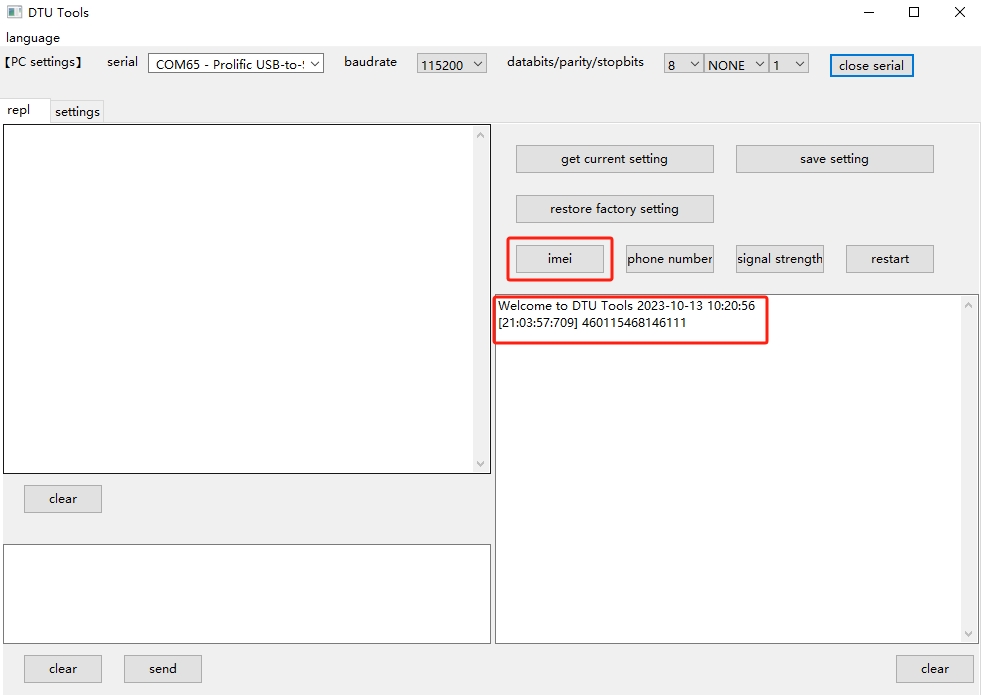 DTU Tools
language
【PC settings】 serial COM65 - Prolific USB-to-S baudrate 115200 databits/parity/stopbits 8 NONE 1 close serial
repl settings
get current setting save setting
restore factory setting
imei phone number signal strength restart
Welcome to DTU Tools 2023-10-13 10:20:56
[21:03:57:709] 460115468146111
clear
clear send clear